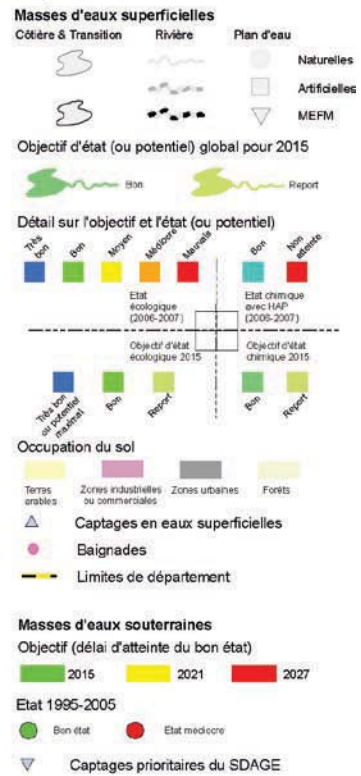 Masses d'eaux superficielles
Côtière & Transition Rivière Plan d'eau
Naturelles
Artificielles
MEFM
Objectif d'état (ou potentiel) global pour 2015
Bon Report
Détail sur l'objectif et l'état (ou potentiel)
Très bon Bon Moyen Médiocre Mauvais Bon Non atteinte
Etat écologique (2006-2007) Etat chimique avec HAP (2006-2007)
Objectif d'état écologique 2015 Objectif d'état chimique 2015
Très bon ou potentiel maximal Bon Report Bon Report
Occupation du sol
Terres arables Zones industrielles ou commerciales Zones urbaines Forêts
Captages en eaux superficielles
Baignades
Limites de département
Masses d'eaux souterraines
Objectif (délai d'atteinte du bon état)
2015 2021 2027
Etat 1995-2005
Bon état Etat médiocre
Captages prioritaires du SDAGE